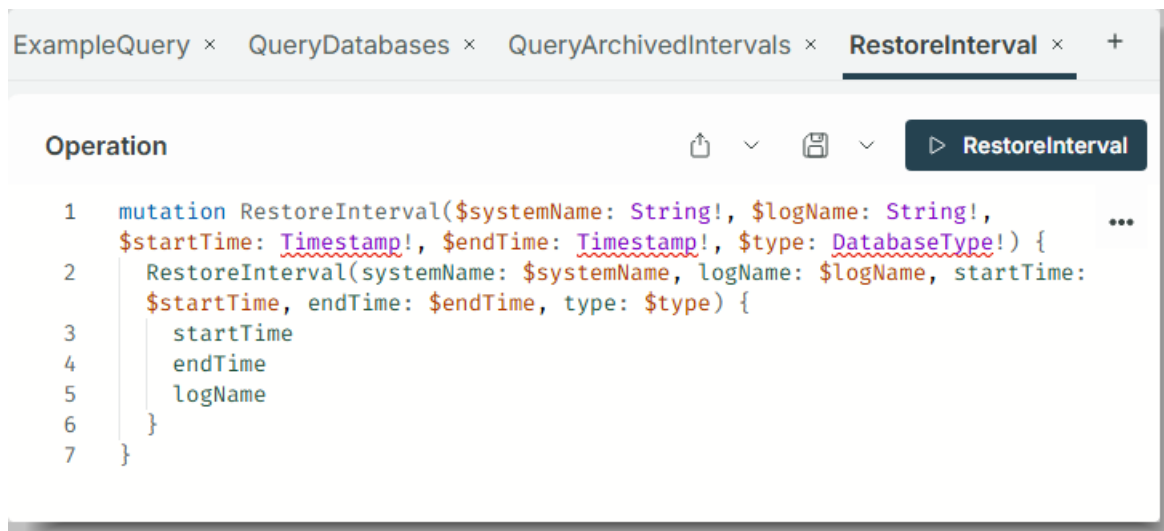 ExampleQuery × QueryDatabases × QueryArchivedIntervals × RestoreInterval × +
Operation RestoreInterval
1 mutation RestoreInterval($systemName: String!, $logName: String!,
$startTime: Timestamp!, $endTime: Timestamp!, $type: DatabaseType!) {
2 RestoreInterval(systemName: $systemName, logName: $logName, startTime:
$startTime, endTime: $endTime, type: $type) {
3 startTime
4 endTime
5 logName
6 }
7 }